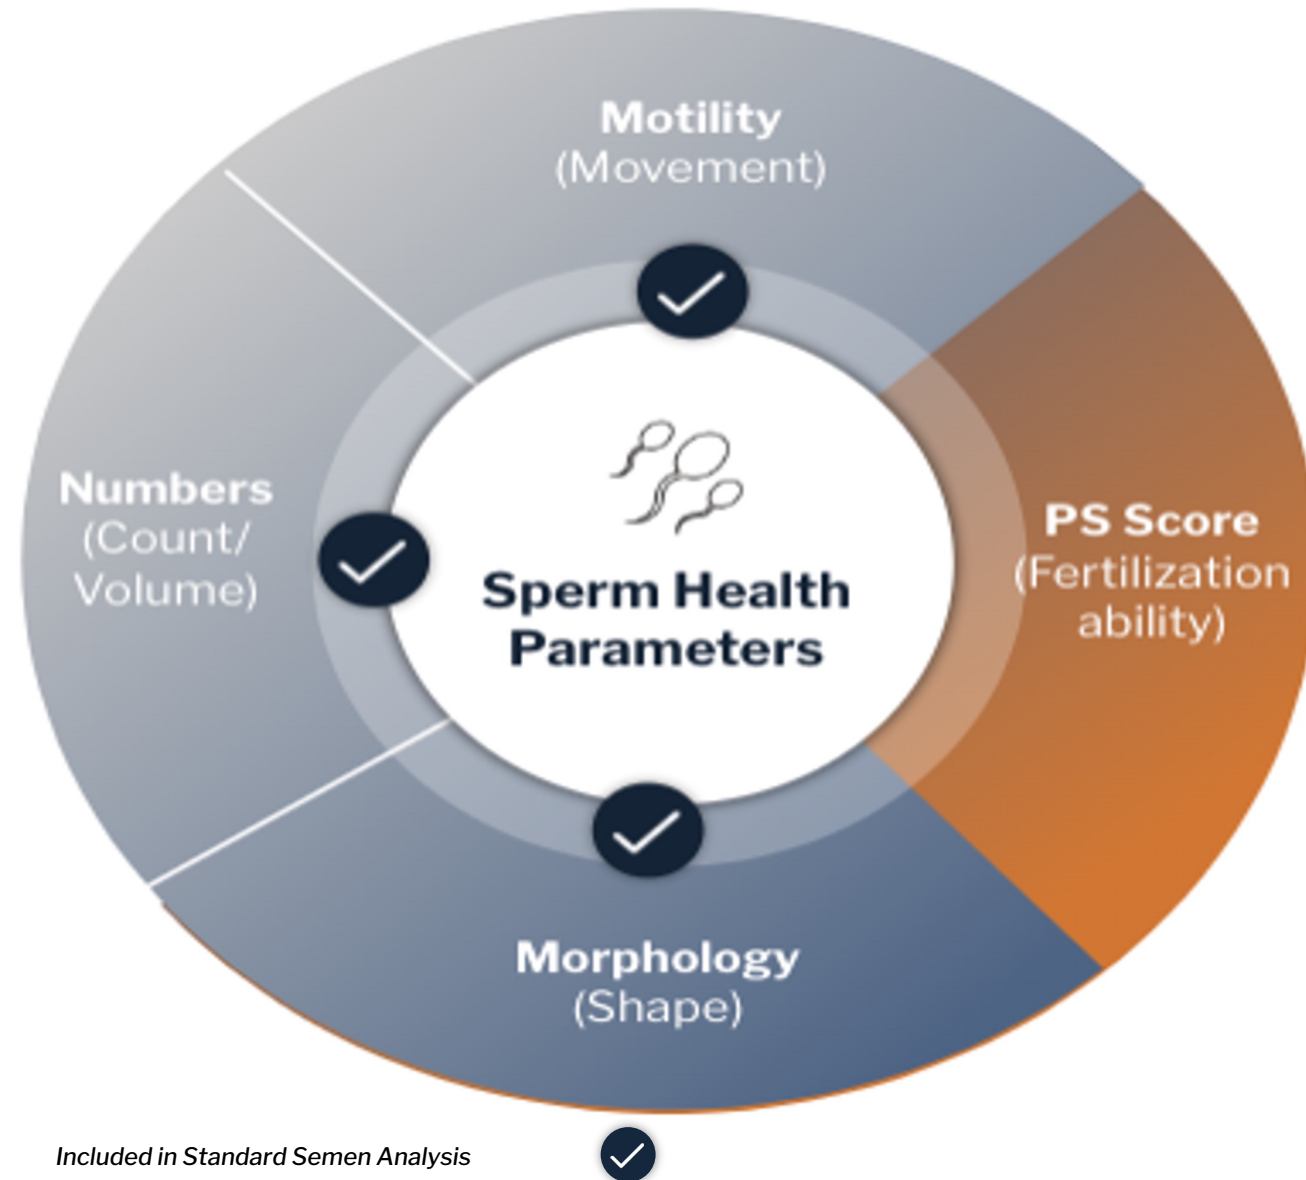 Motility
(Movement)
Numbers
(Count/
Volume)
Sperm Health
Parameters
PS Score
(Fertilization
ability)
Morphology
(Shape)
Included in Standard Semen Analysis